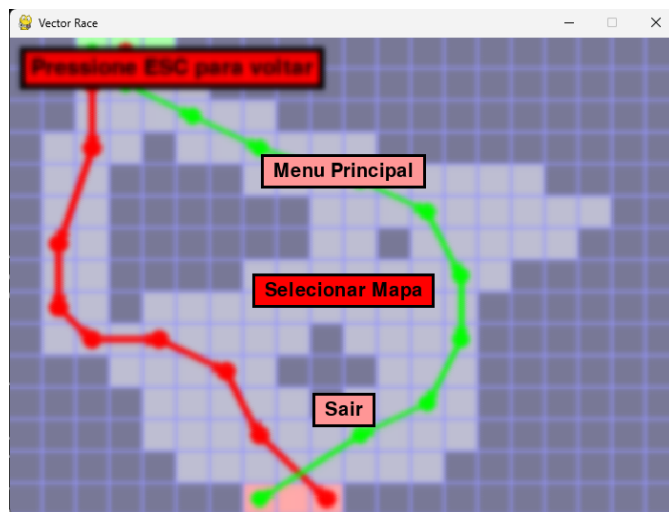 Vector Race
Pressione ESC para voltar
Menu Principal
Selecionar Mapa
Sair